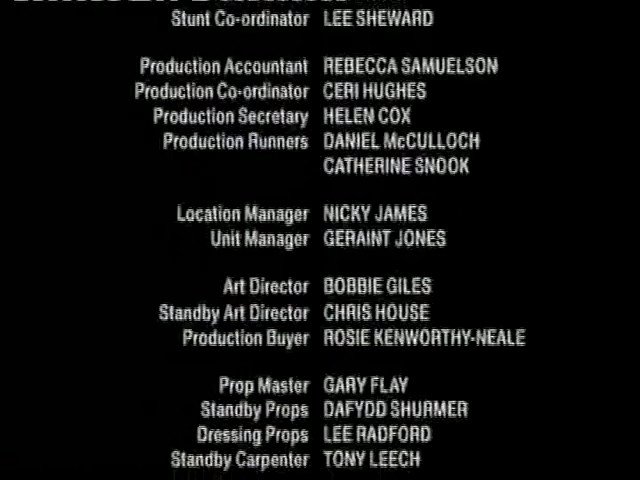 Stunt Co-ordinator LEE SHEWARD
Production Accountant REBECCA SAMUELSON
Production Co-ordinator CERI HUGHES
Production Secretary HELEN COX
Production Runners DANIEL McCULLOCH
CATHERINE SNOOK
Location Manager NICKY JAMES
Unit Manager GERAINT JONES
Art Director BOBBIE GILES
Standby Art Director CHRIS HOUSE
Production Buyer ROSIE KENWORTHY-NEALE
Prop Master GARY FLAY
Standby Props DAFYDD SHURMER
Dressing Props LEE RADFORD
Standby Carpenter TONY LEECH